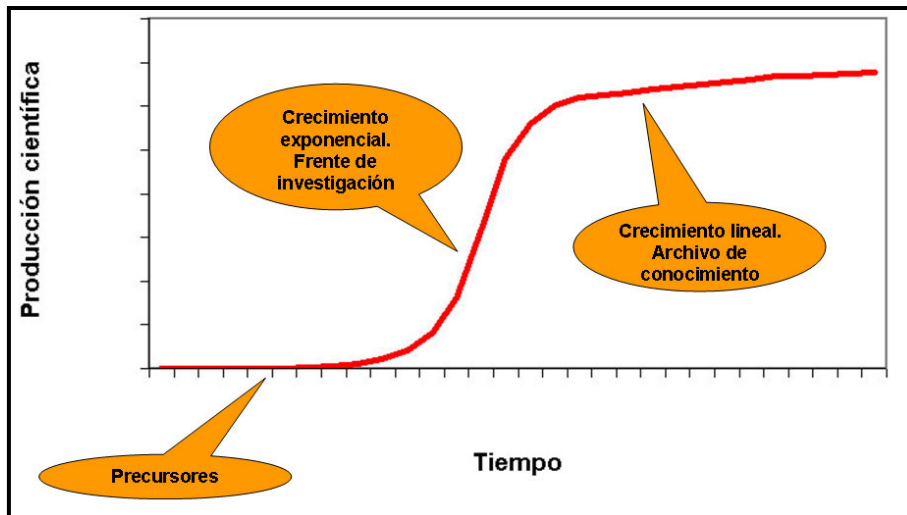 Producción científica
Crecimiento
exponencial.
Frente de
investigación
Crecimiento lineal.
Archivo de
conocimiento
Precursores
Tiempo